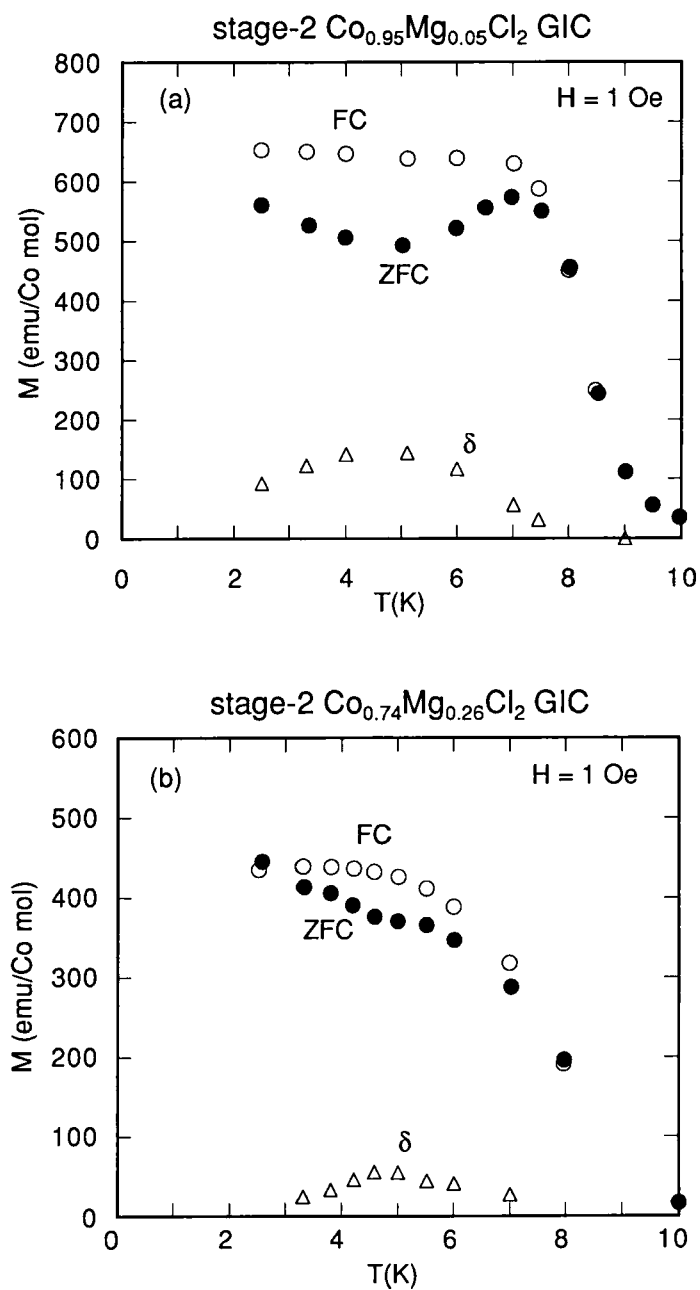 stage-2 Co₀.₉₅Mg₀.₀₅Cl₂ GIC
800
(a)
H = 1 Oe
700
FC
600
500
ZFC
400
M (emu/Co mol)
300
200
δ
100
0
0 2 4 6 8 10
T(K)
stage-2 Co₀.₇₄Mg₀.₂₆Cl₂ GIC
600
(b)
H = 1 Oe
500
FC
400
ZFC
300
M (emu/Co mol)
200
100
δ
0
0 2 4 6 8 10
T(K)